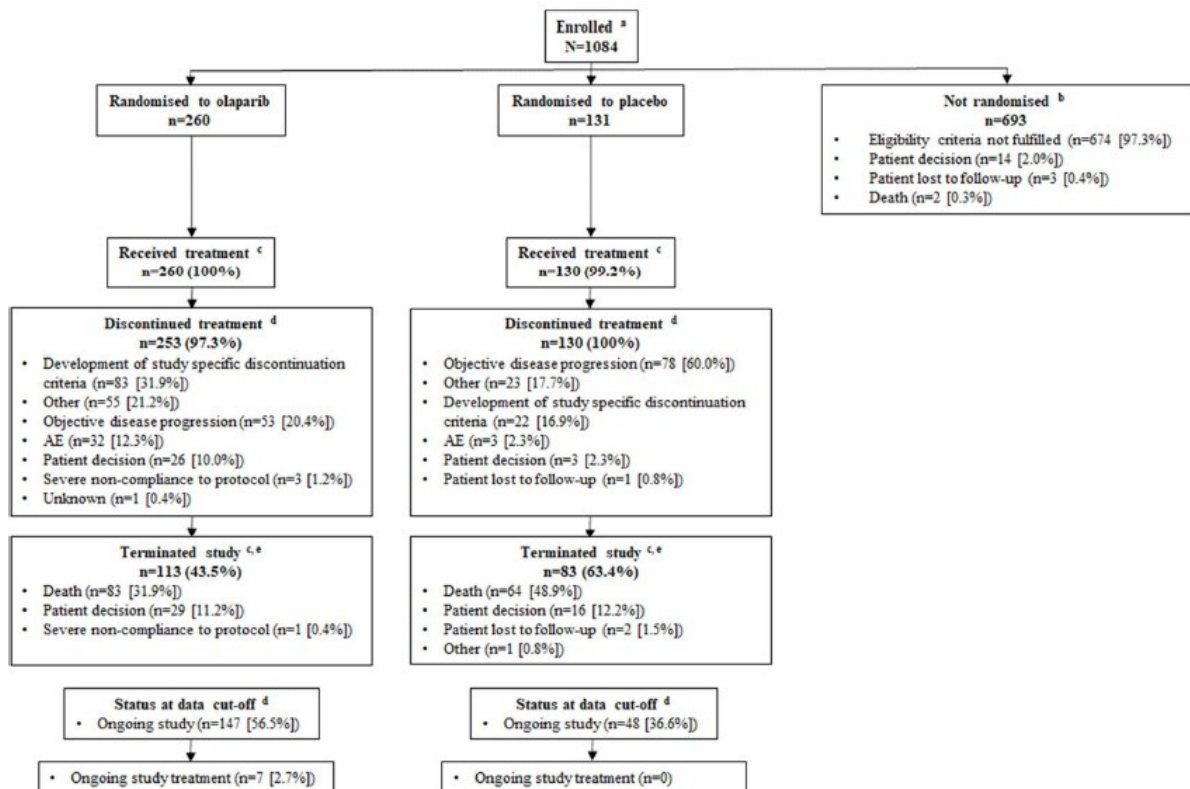 Enrolled a
N=1084
Randomised to olaparib
n=260
Randomised to placebo
n=131
Not randomised b
n=693
• Eligibility criteria not fulfilled (n=674 [97.3%])
• Patient decision (n=14 [2.0%])
• Patient lost to follow-up (n=3 [0.4%])
• Death (n=2 [0.3%])
Received treatment c
n=260 (100%)
Received treatment c
n=130 (99.2%)
Discontinued treatment d
n=253 (97.3%)
• Development of study specific discontinuation
criteria (n=83 [31.9%])
• Other (n=55 [21.2%])
• Objective disease progression (n=53 [20.4%])
• AE (n=32 [12.3%])
• Patient decision (n=26 [10.0%])
• Severe non-compliance to protocol (n=3 [1.2%])
• Unknown (n=1 [0.4%])
Discontinued treatment d
n=130 (100%)
• Objective disease progression (n=78 [60.0%])
• Other (n=23 [17.7%])
• Development of study specific discontinuation
criteria (n=22 [16.9%])
• AE (n=3 [2.3%])
• Patient decision (n=3 [2.3%])
• Patient lost to follow-up (n=1 [0.8%])
Terminated study c, e
n=113 (43.5%)
• Death (n=83 [31.9%])
• Patient decision (n=29 [11.2%])
• Severe non-compliance to protocol (n=1 [0.4%])
Terminated study c, e
n=83 (63.4%)
• Death (n=64 [48.9%])
• Patient decision (n=16 [12.2%])
• Patient lost to follow-up (n=2 [1.5%])
• Other (n=1 [0.8%])
Status at data cut-off d
• Ongoing study (n=147 [56.5%])
Status at data cut-off d
• Ongoing study (n=48 [36.6%])
• Ongoing study treatment (n=7 [2.7%])
• Ongoing study treatment (n=0)